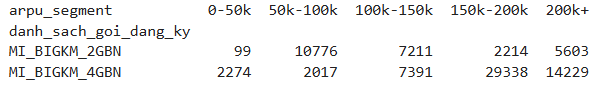 arpu_segment 0-50k 50k-100k 100k-150k 150k-200k 200k+
danh_sach_goi_dang_ky
MI_BIGKM_2GBN 99 10776 7211 2214 5603
MI_BIGKM_4GBN 2274 2017 7391 29338 14229